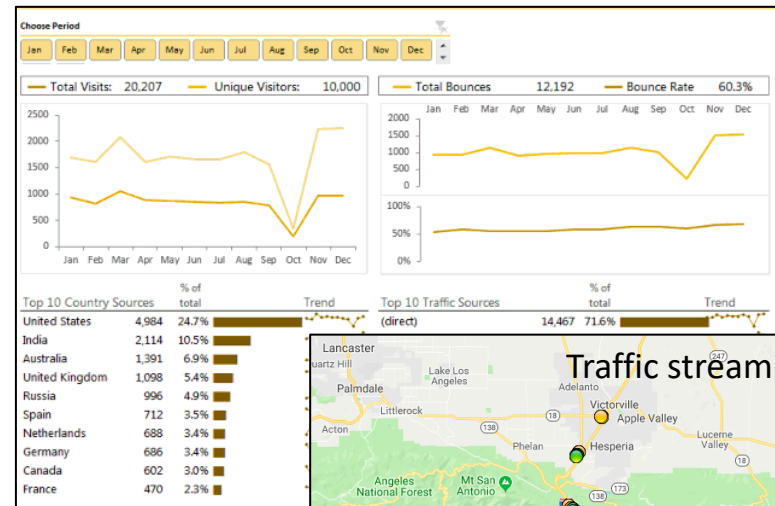 Choose Period
Jan Feb Mar Apr May Jun Jul Aug Sep Oct Nov Dec
Total Visits: 20,207 Unique Visitors: 10,000
Total Bounces 12,192 Bounce Rate 60.3%
2500
2000
1500
1000
500
0
Jan Feb Mar Apr May Jun Jul Aug Sep Oct Nov Dec
Jan Feb Mar Apr May Jun Jul Aug Sep Oct Nov Dec
2000
1500
1000
500
0
100%
50%
0%
% of
Top 10 Country Sources total Trend
United States 4,984 24.7%
India 2,114 10.5%
Australia 1,391 6.9%
United Kingdom 1,098 5.4%
Russia 996 4.9%
Spain 712 3.5%
Netherlands 688 3.4%
Germany 686 3.4%
Canada 602 3.0%
France 470 2.3%
% of
Top 10 Traffic Sources total Trend
(direct) 14,467 71.6%
Traffic stream
Lancaster
uartz Hill
Lake Los
Angeles
Palmdale
Adelanto
247
Littlerock
Victorville
18
Apple Valley
Acton
138
Phelan
Hesperia
Lucerne
Valley
18
Angeles
National Forest
Mt San
Antonio
138
173